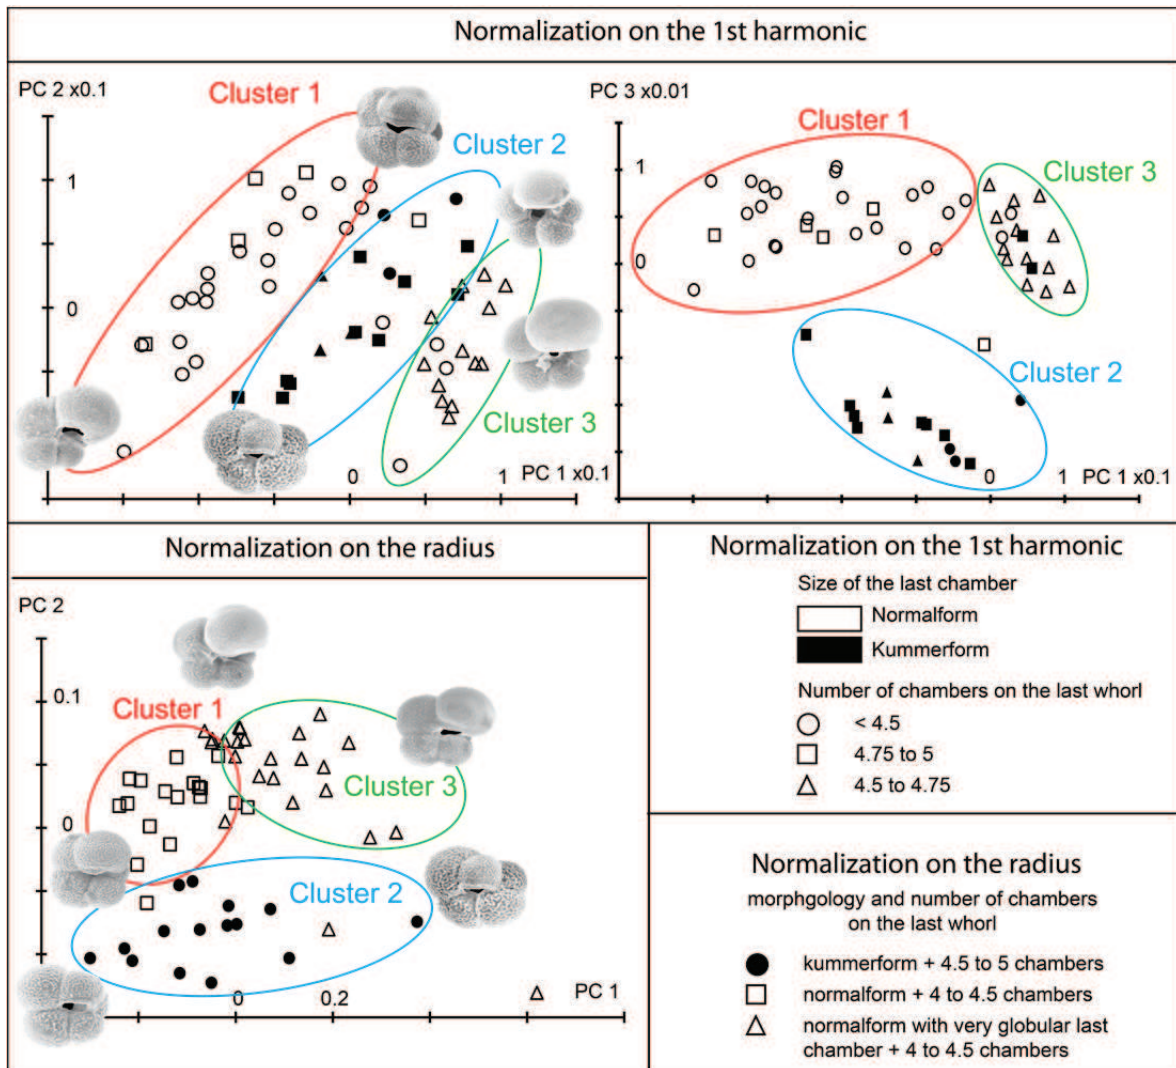 Normalization on the 1st harmonic
PC 2 x0.1
Cluster 1
Cluster 2
1
0
Cluster 3
0
1
PC 1 x0.1
PC 3 x0.01
Cluster 1
1
Cluster 3
0
Cluster 2
0
1
PC 1 x0.1
Normalization on the radius
PC 2
0.1
Cluster 1
Cluster 3
0
Cluster 2
0
0.2
PC 1
Normalization on the 1st harmonic
Size of the last chamber
Normalform
Kummerform
Number of chambers on the last whorl
< 4.5
4.75 to 5
4.5 to 4.75
Normalization on the radius
morphgology and number of chambers
on the last whorl
kummerform + 4.5 to 5 chambers
normalform + 4 to 4.5 chambers
normalform with very globular last
chamber + 4 to 4.5 chambers